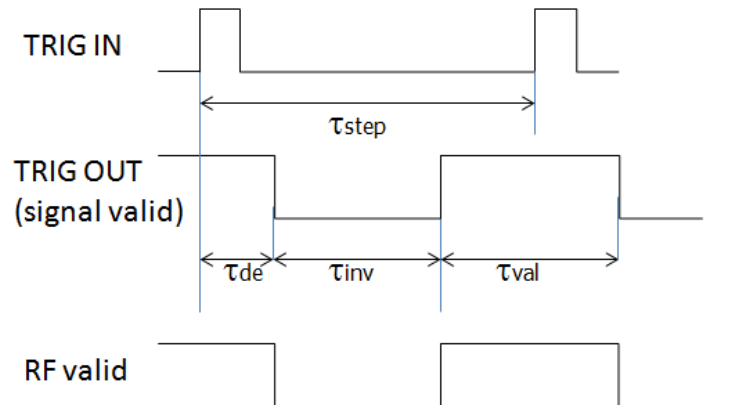 TRIG IN
τstep
TRIG OUT
(signal valid)
τde
τinv
τval
RF valid